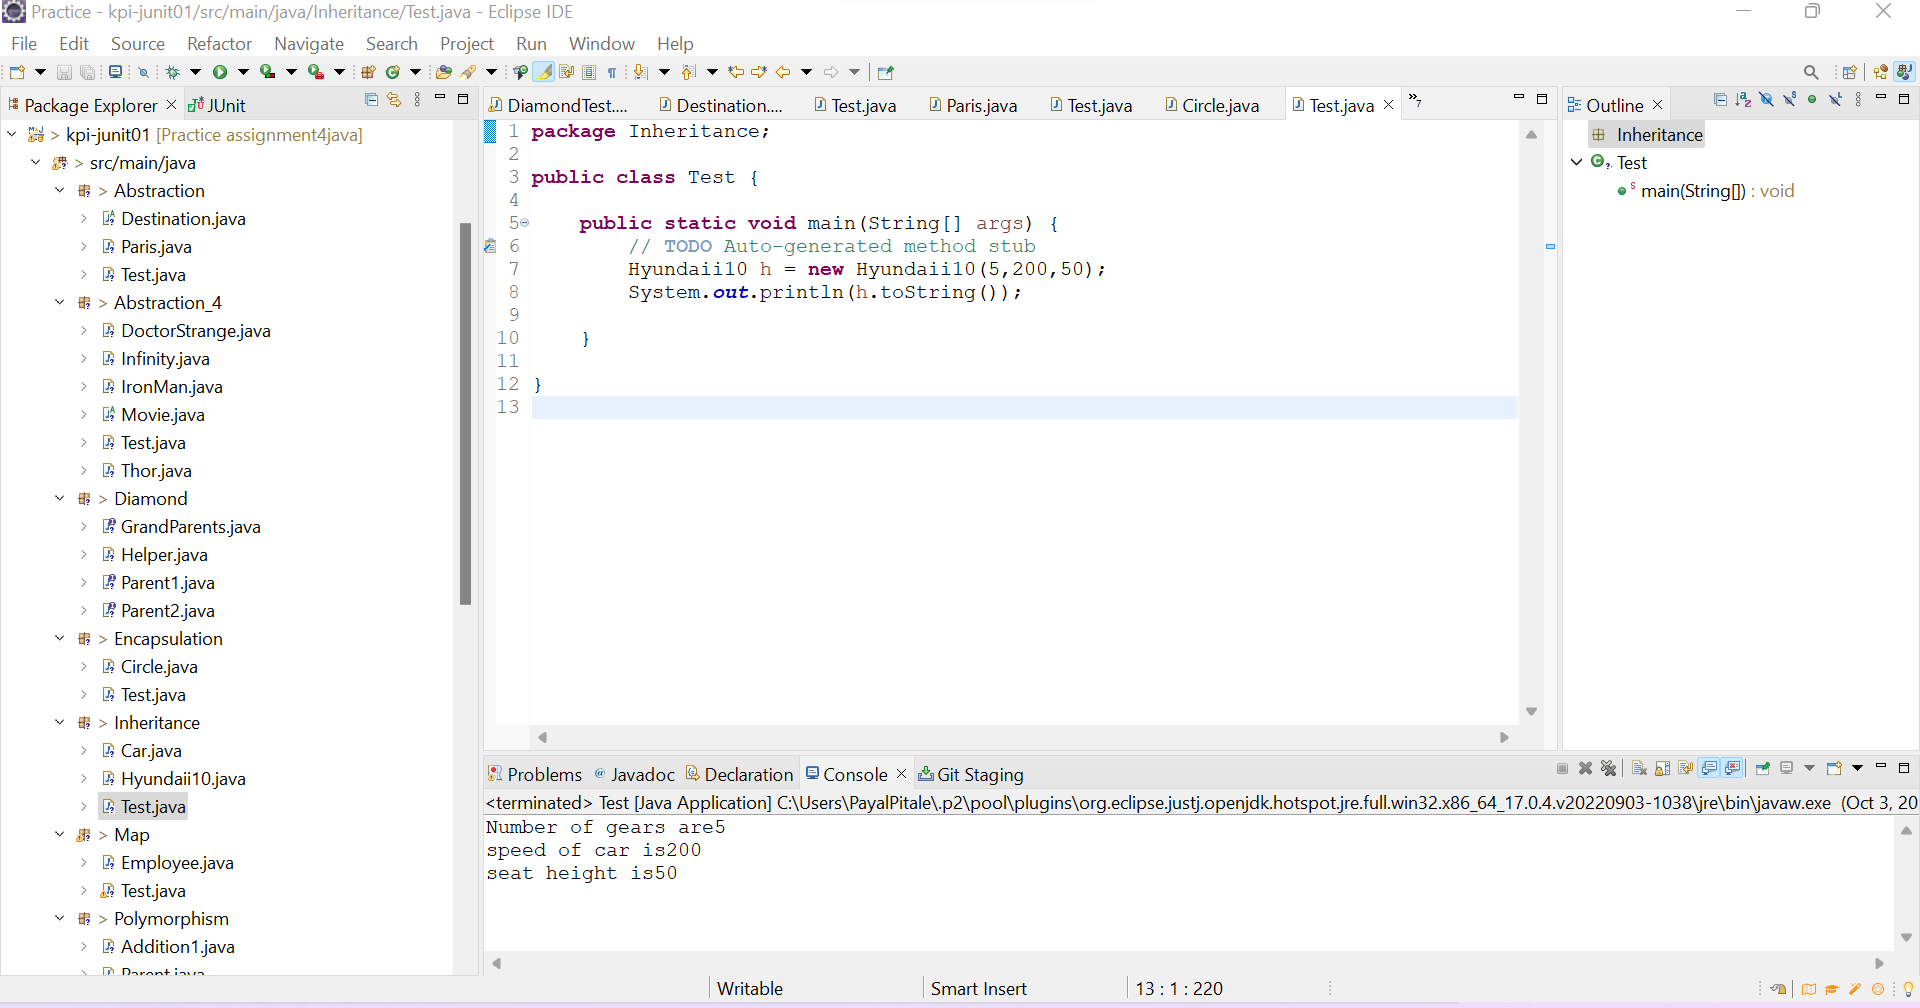 Practice - kpi-junit01/src/main/java/Inheritance/Test.java - Eclipse IDE
File Edit Source Refactor Navigate Search Project Run Window Help
Package Explorer
JUnit
kpi-junit01 [Practice assignment4java]
> src/main/java
> Abstraction
Destination.java
Paris.java
Test.java
> Abstraction_4
DoctorStrange.java
Infinity.java
IronMan.java
Movie.java
Test.java
Thor.java
> Diamond
GrandParents.java
Helper.java
Parent1.java
Parent2.java
> Encapsulation
Circle.java
Test.java
> Inheritance
Car.java
Hyundaii10.java
Test.java
> Map
Employee.java
Test.java
> Polymorphism
Addition1.java
Parent.java
DiamondTest.... Destination.... Test.java Paris.java Test.java Circle.java Test.java »7
1 package Inheritance;
2
3 public class Test {
4
5 public static void main(String[] args) {
6 // TODO Auto-generated method stub
7 Hyundaii10 h = new Hyundaii10(5,200,50);
8 System.out.println(h.toString());
9
10 }
11
12 }
13
Outline
Inheritance
Test
main(String[]) : void
Problems @ Javadoc Declaration Console Git Staging
<terminated> Test [Java Application] C:\Users\PayalPitale\.p2\pool\plugins\org.eclipse.justj.openjdk.hotspot.jre.full.win32.x86_64_17.0.4.v20220903-1038\jre\bin\javaw.exe (Oct 3, 20
Number of gears are5
speed of car is200
seat height is50
Writable Smart Insert 13 : 1 : 220